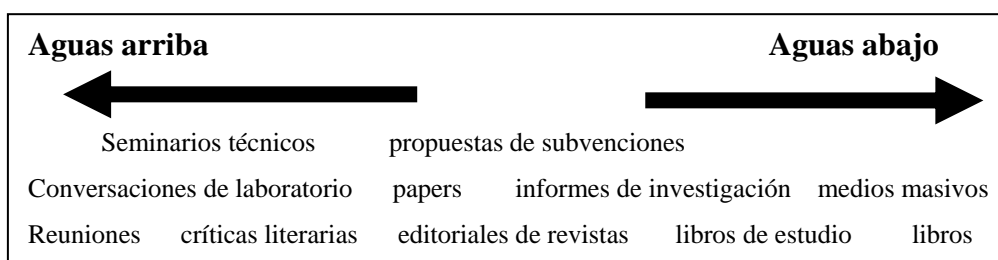 Aguas arriba Aguas abajo
Seminarios técnicos propuestas de subvenciones
Conversaciones de laboratorio papers informes de investigación medios masivos
Reuniones críticas literarias editoriales de revistas libros de estudio libros